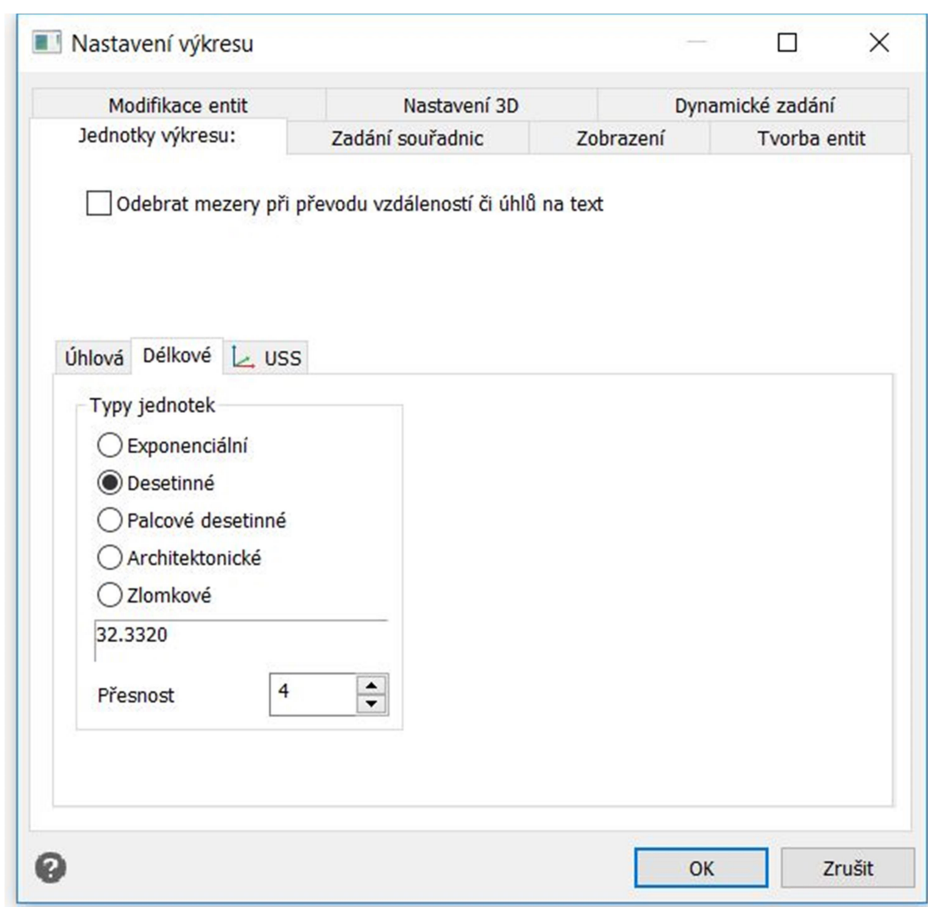 Nastavení výkresu
Modifikace entit Nastavení 3D Dynamické zadání
Jednotky výkresu: Zadání souřadnic Zobrazení Tvorba entit
Odebrat mezery při převodu vzdáleností či úhlů na text
Úhlová Délkové USS
Typy jednotek
Exponenciální
Desetinné
Palcové desetinné
Architektonické
Zlomkové
32.3320
Přesnost 4
OK Zrušit